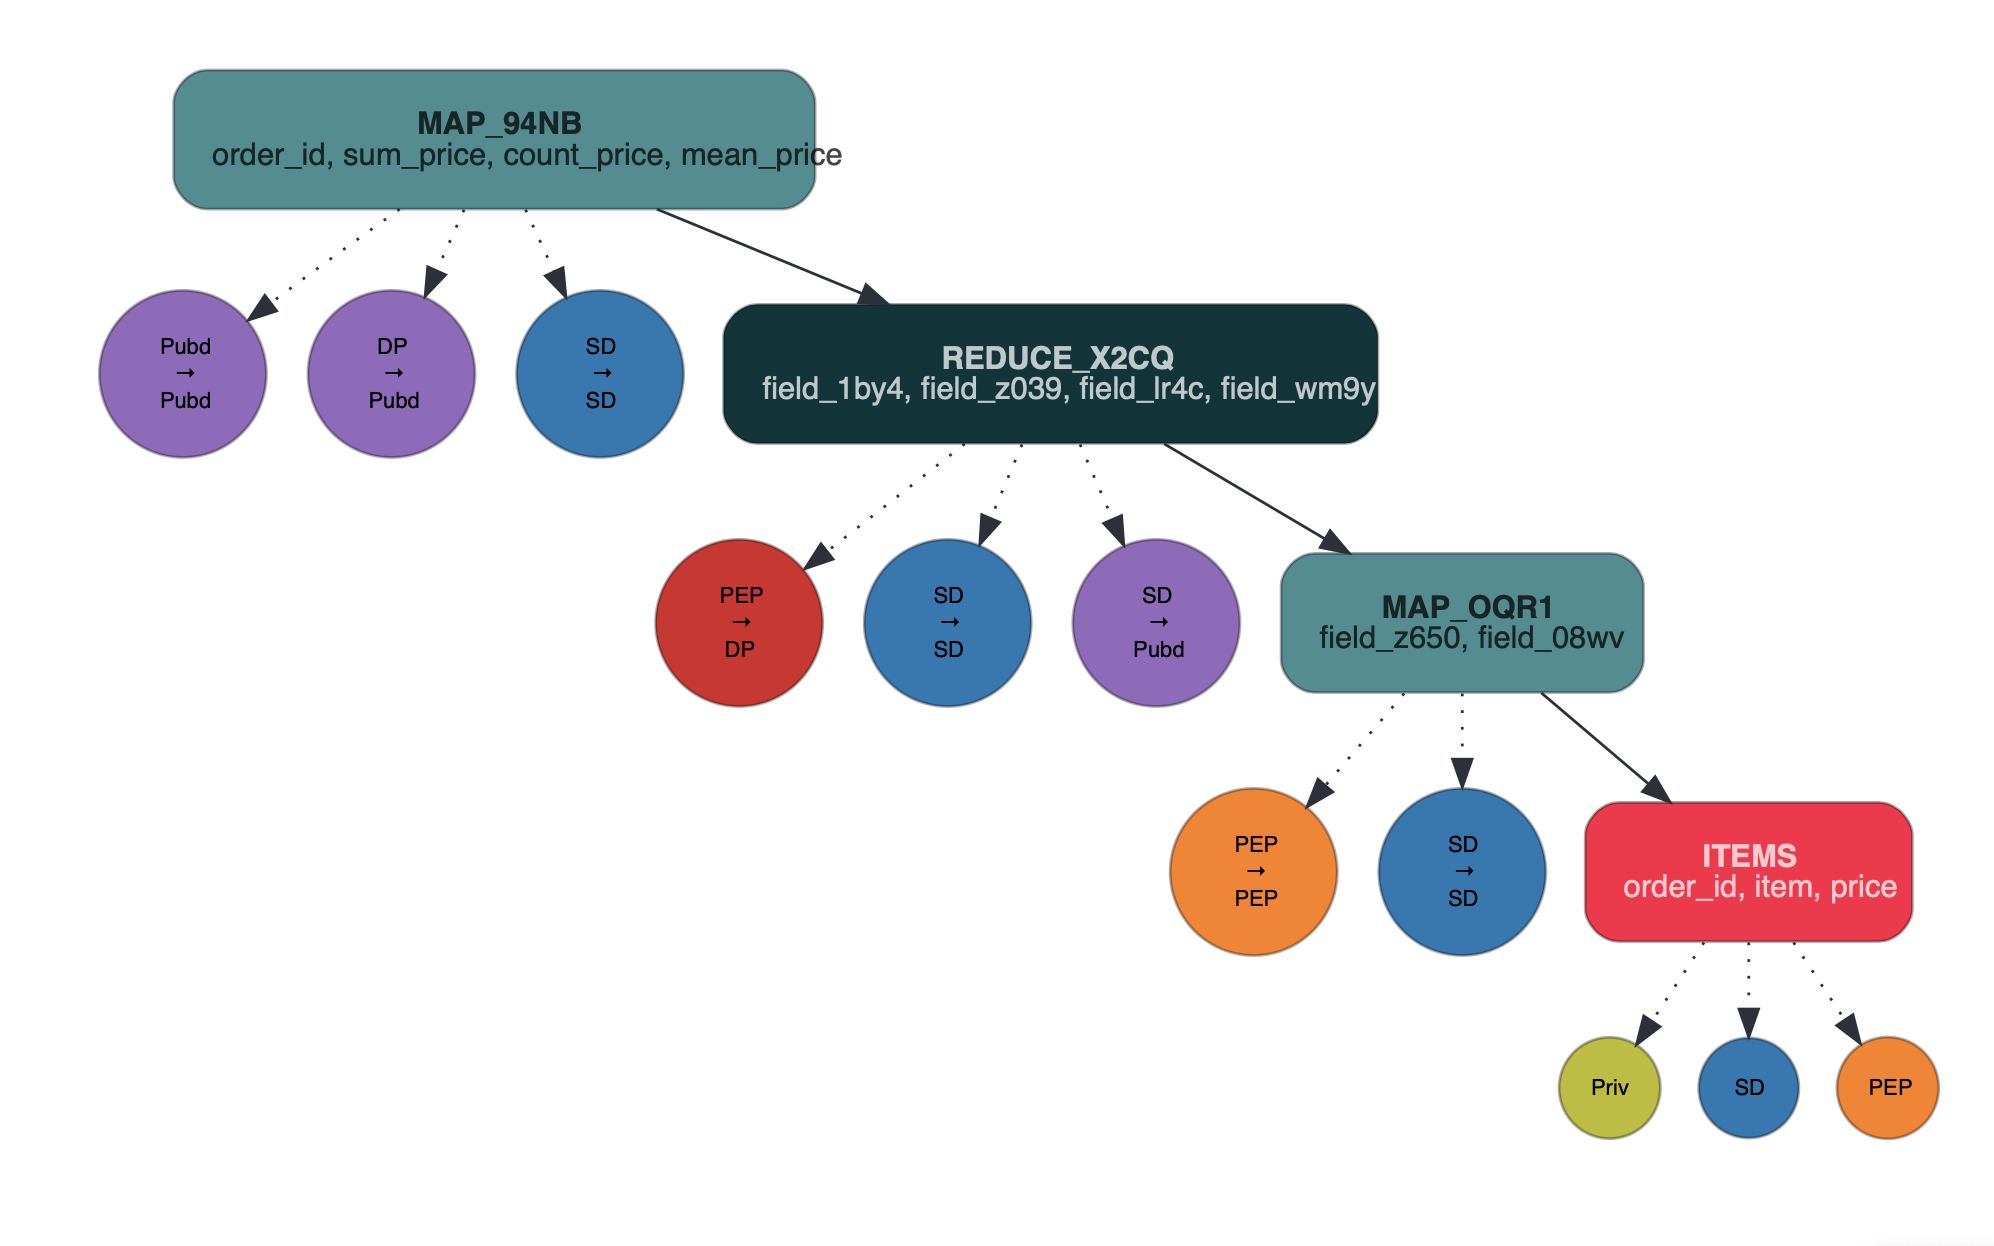 MAP_94NB
order_id, sum_price, count_price, mean_price
Pubd
→
Pubd
DP
→
Pubd
SD
→
SD
REDUCE_X2CQ
field_1by4, field_z039, field_lr4c, field_wm9y
PEP
→
DP
SD
→
SD
SD
→
Pubd
MAP_OQR1
field_z650, field_08wv
PEP
→
PEP
SD
→
SD
ITEMS
order_id, item, price
Priv
SD
PEP